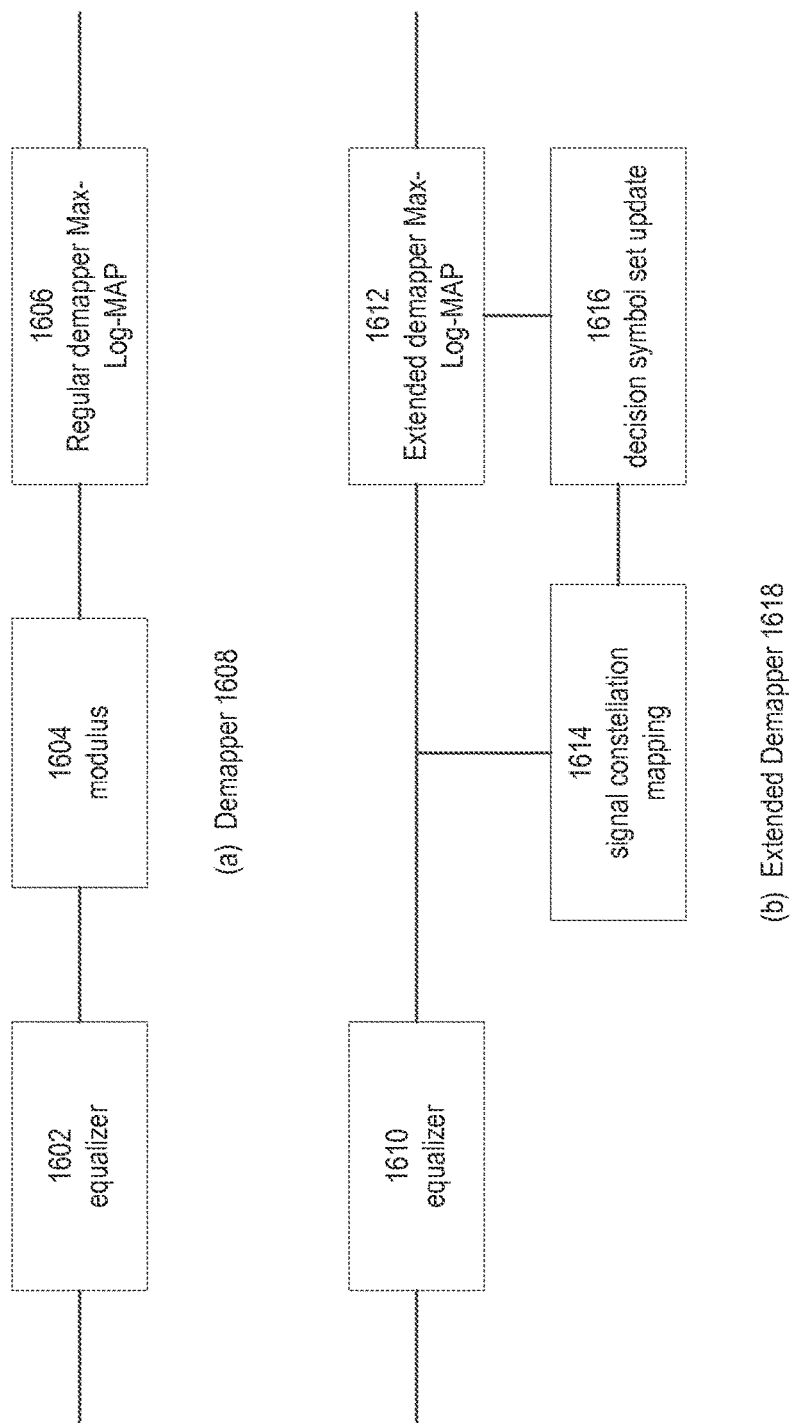 1602
equalizer
1604
modulus
1606
Regular demapper Max-
Log-MAP
(a) Demapper 1608
1610
equalizer
1612
Extended demapper Max-
Log-MAP
1614
signal constellation
mapping
1616
decision symbol set update
(b) Extended Demapper 1618